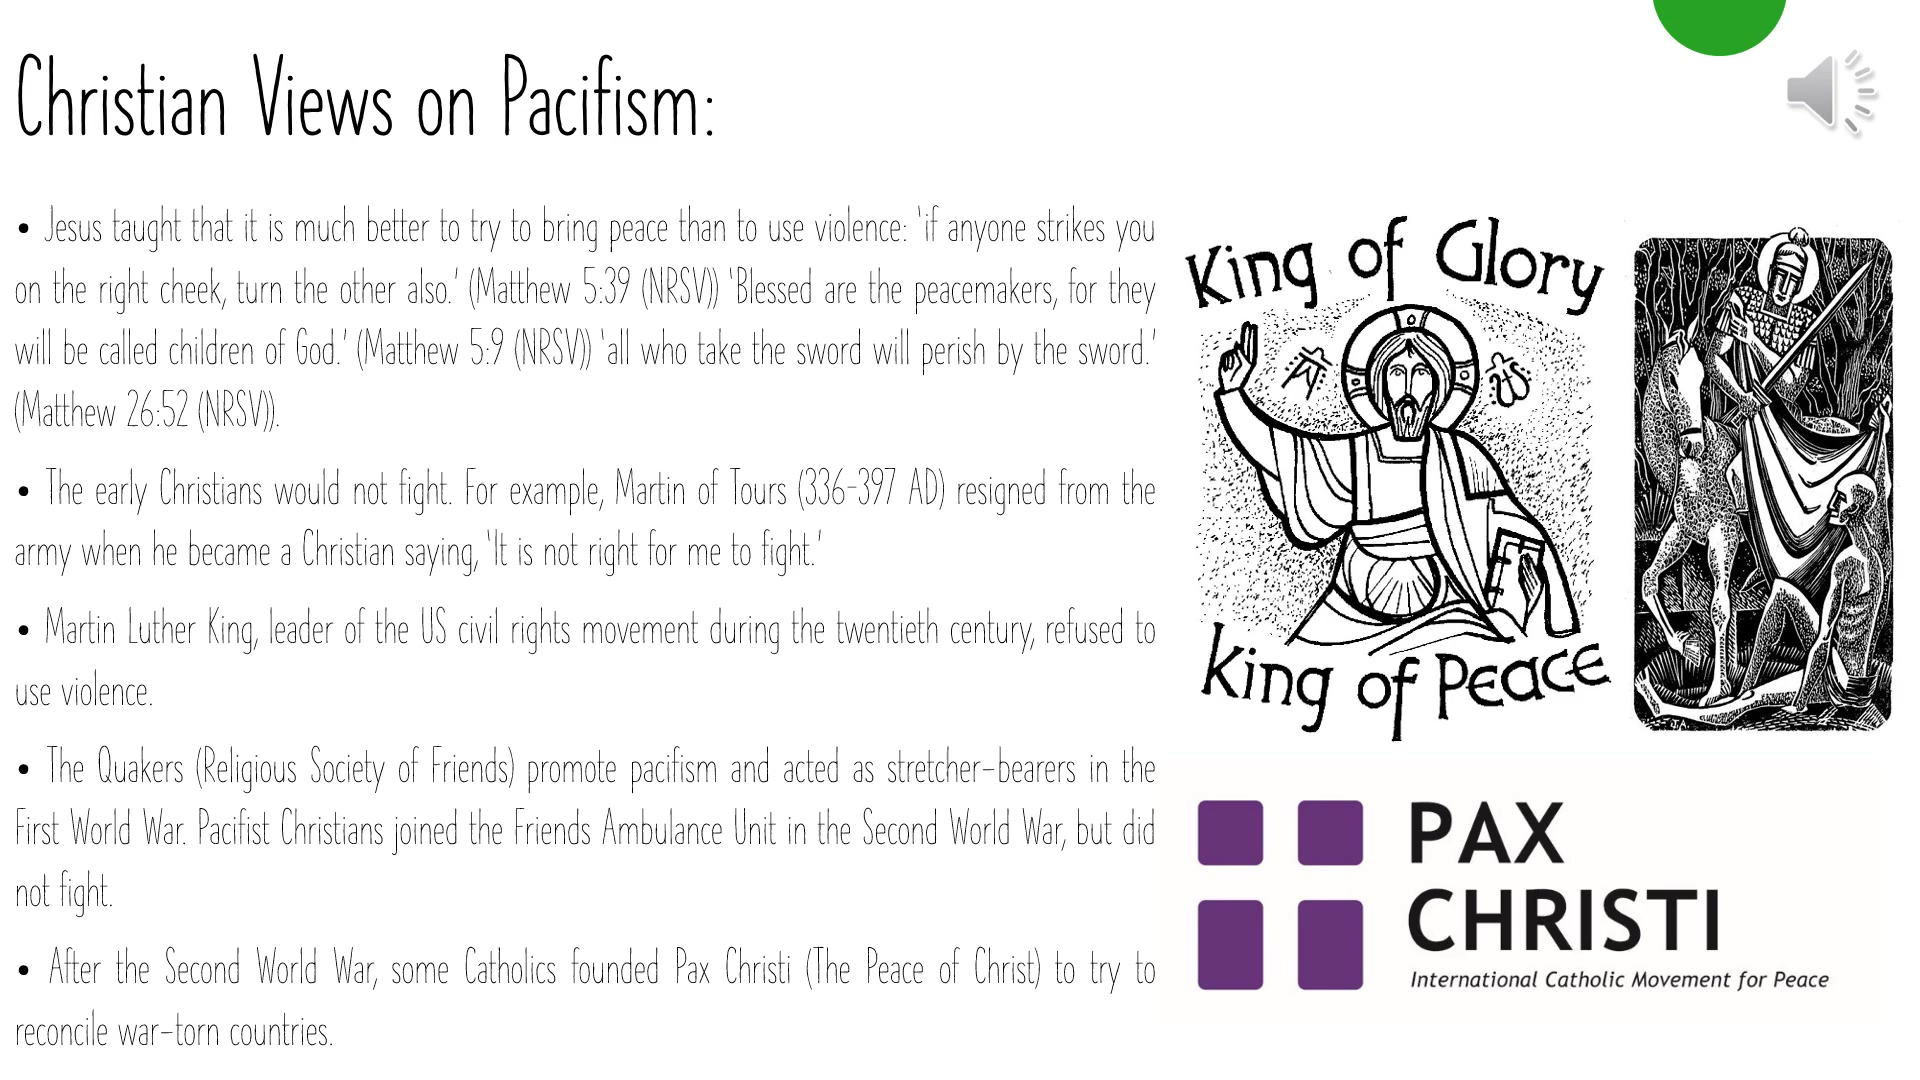 Christian Views on Pacifism:
• Jesus taught that it is much better to try to bring peace than to use violence: ‘if anyone strikes you
on the right cheek, turn the other also.’ (Matthew 5:39 (NRSV)) ‘Blessed are the peacemakers, for they
will be called children of God.’ (Matthew 5:9 (NRSV)) ‘all who take the sword will perish by the sword.’
(Matthew 26:52 (NRSV)).
• The early Christians would not fight. For example, Martin of Tours (336-397 AD) resigned from the
army when he became a Christian saying, ‘It is not right for me to fight.’
• Martin Luther King, leader of the US civil rights movement during the twentieth century, refused to
use violence.
• The Quakers (Religious Society of Friends) promote pacifism and acted as stretcher-bearers in the
First World War. Pacifist Christians joined the Friends Ambulance Unit in the Second World War, but did
not fight.
• After the Second World War, some Catholics founded Pax Christi (The Peace of Christ) to try to
reconcile war-torn countries.
King of Glory
King of Peace
PAX
CHRISTI
International Catholic Movement for Peace